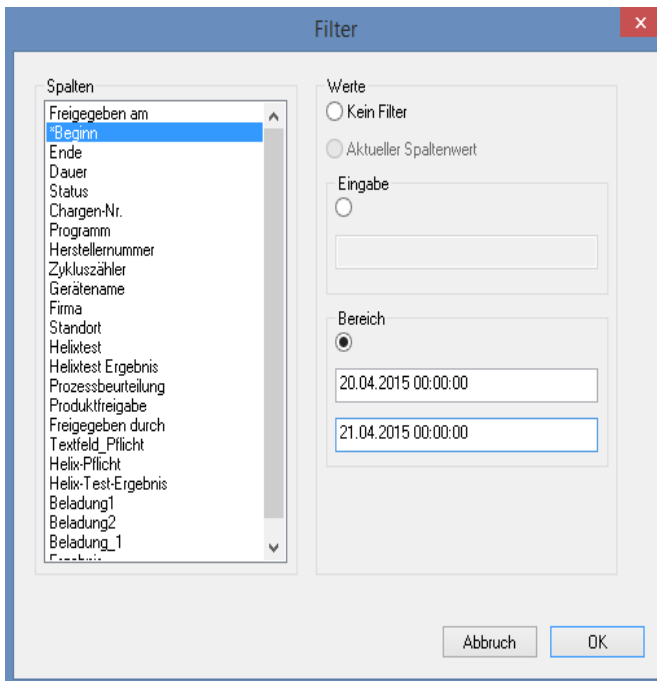 Filter
x
Spalten
Freigegeben am
*Beginn
Ende
Dauer
Status
Chargen-Nr.
Programm
Herstellernummer
Zykluszähler
Gerätename
Firma
Standort
Helixtest
Helixtest Ergebnis
Prozessbeurteilung
Produktfreigabe
Freigegeben durch
Textfeld_Pflicht
Helix-Pflicht
Helix-Test-Ergebnis
Beladung1
Beladung2
Beladung_1
Werte
Kein Filter
Aktueller Spaltenwert
Eingabe
Bereich
20.04.2015 00:00:00
21.04.2015 00:00:00
Abbruch
OK